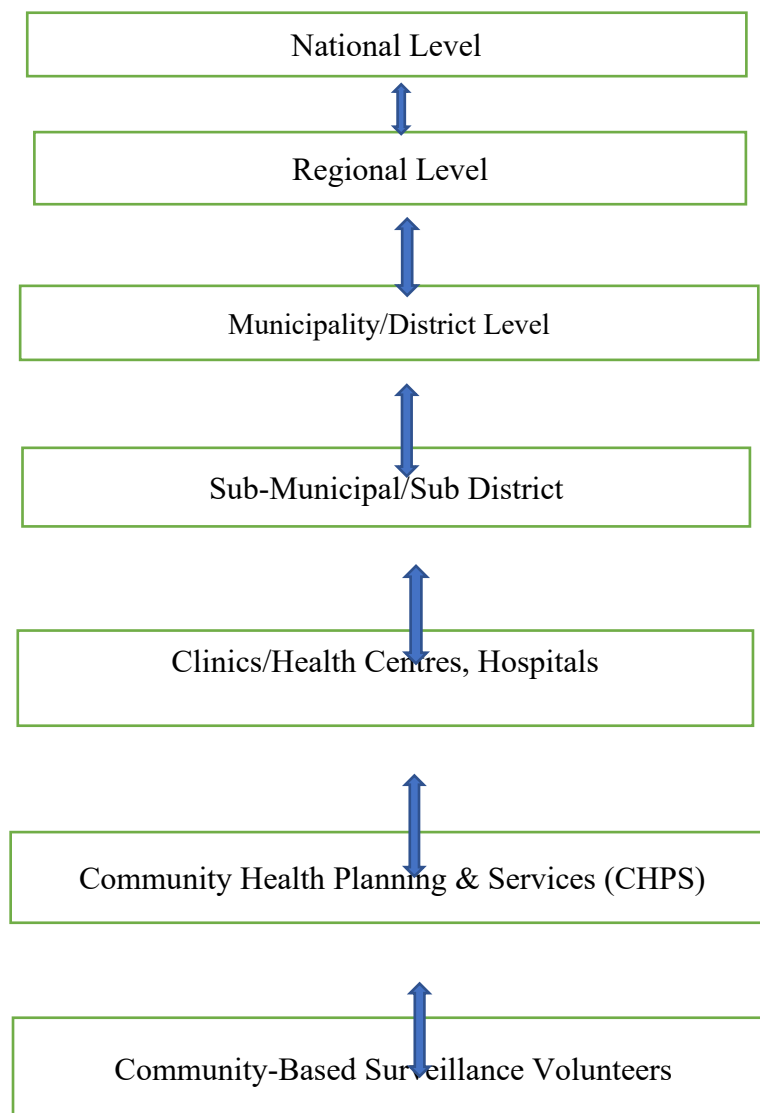 National Level
Regional Level
Municipality/District Level
Sub-Municipal/Sub District
Clinics/Health Centres, Hospitals
Community Health Planning & Services (CHPS)
Community-Based Surveillance Volunteers